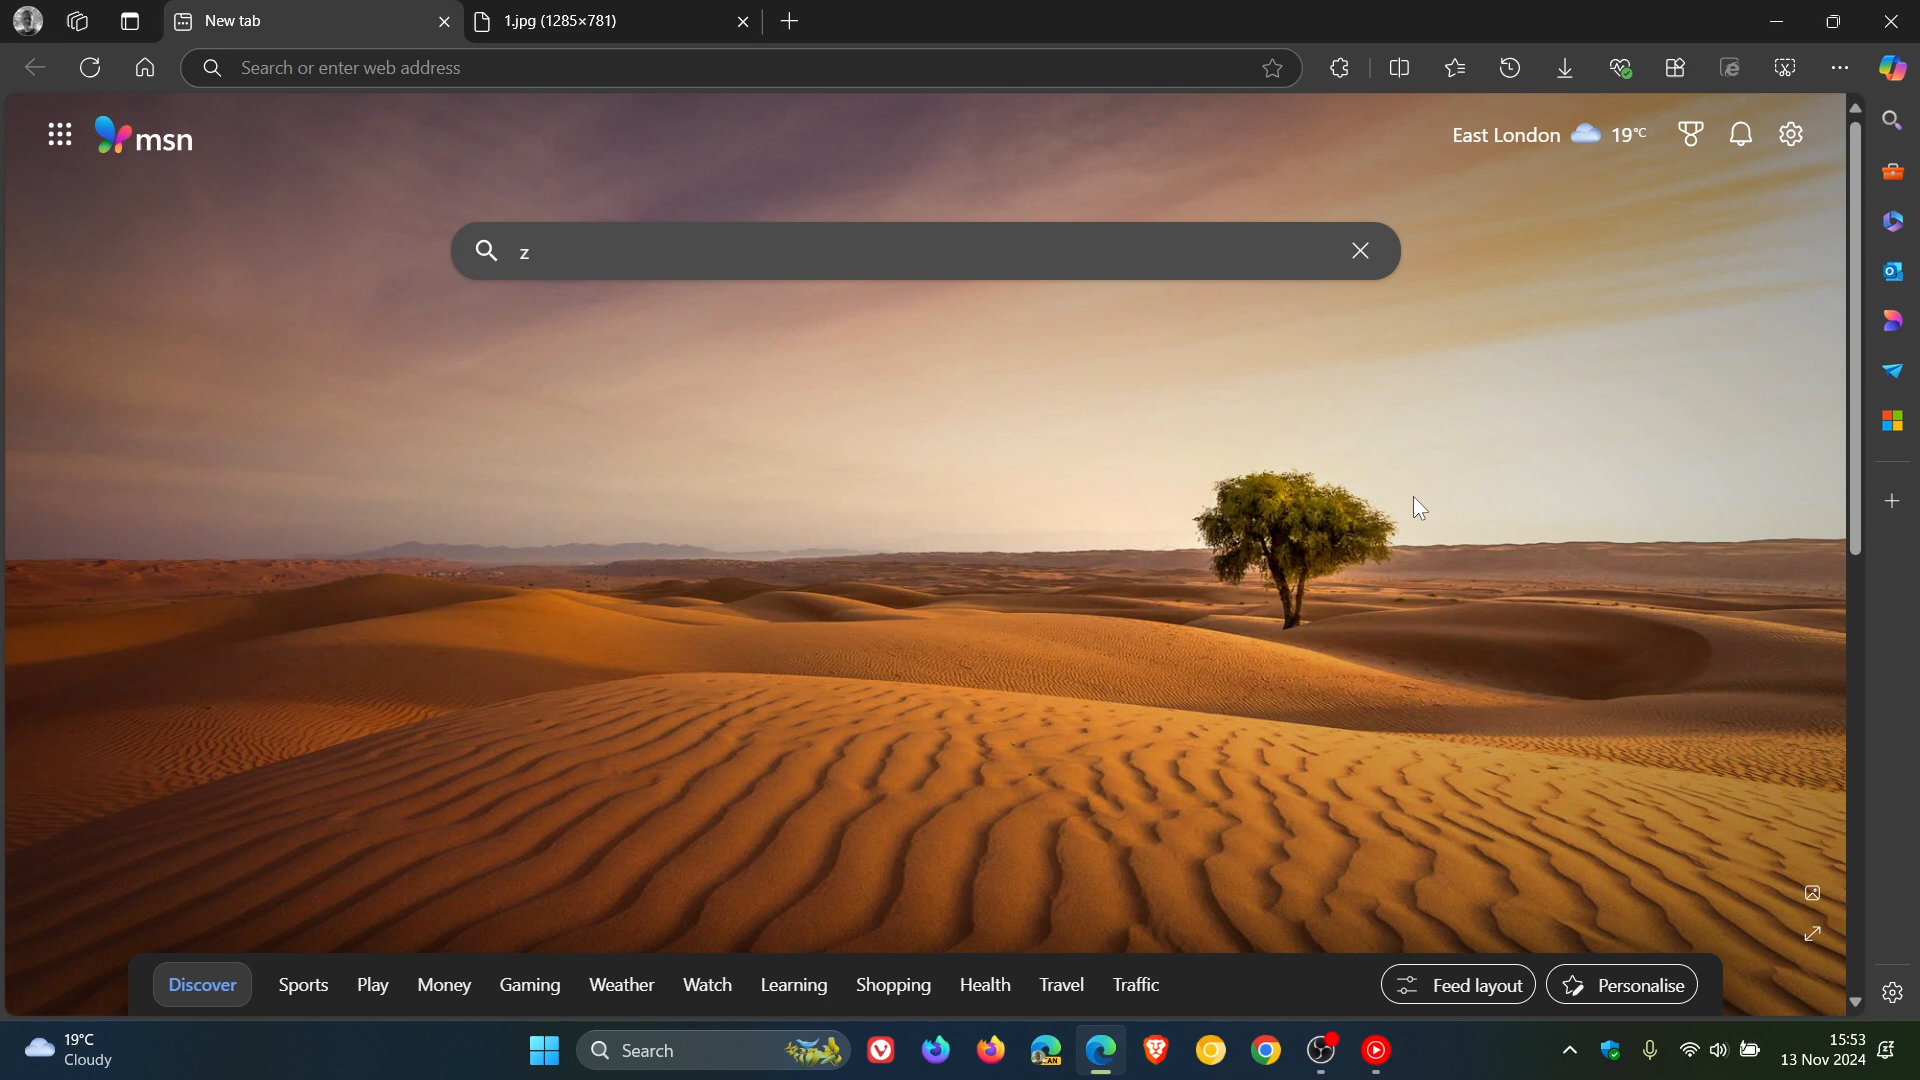 New tab
1.jpg (1285×781)
Search or enter web address
msn
East London 19°C
z
Discover Sports Play Money Gaming Weather Watch Learning Shopping Health Travel Traffic Feed layout Personalise
19°C
Cloudy
Search
CAN
15:53
13 Nov 2024